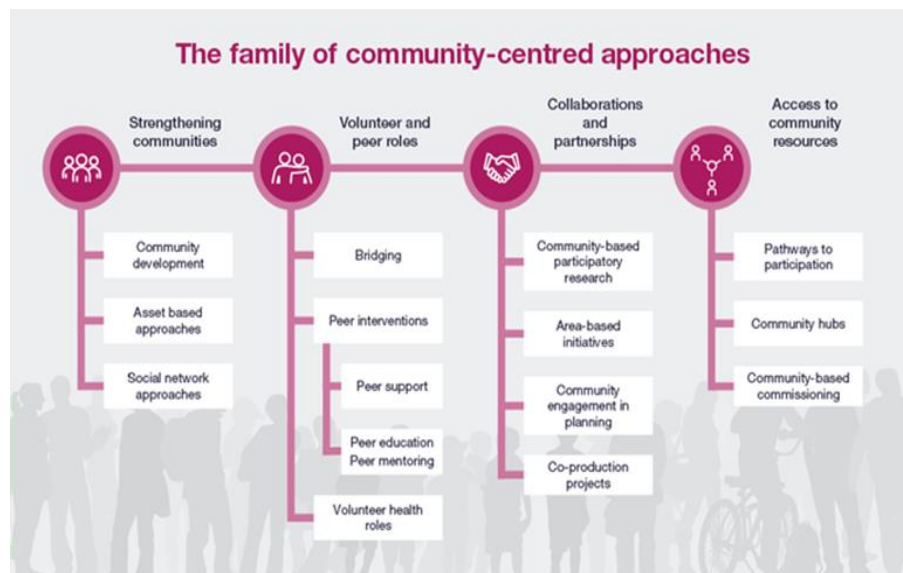 The family of community-centred approaches
Strengthening
communities
Community
development
Asset based
approaches
Social network
approaches
Volunteer and
peer roles
Bridging
Peer interventions
Peer support
Peer education
Peer mentoring
Volunteer health
roles
Collaborations
and
partnerships
Community-based
participatory
research
Area-based
initiatives
Community
engagement in
planning
Co-production
projects
Access to
community
resources
Pathways to
participation
Community hubs
Community-based
commissioning